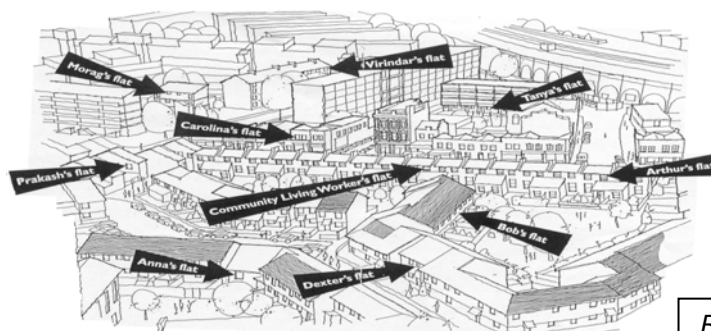 Virindar's flat
Morag's flat
Tanya's flat
Carolina's flat
Prakash's flat
Community Living Worker's flat
Arthur's flat
Bob's flat
Anna's flat
Dexter's flat